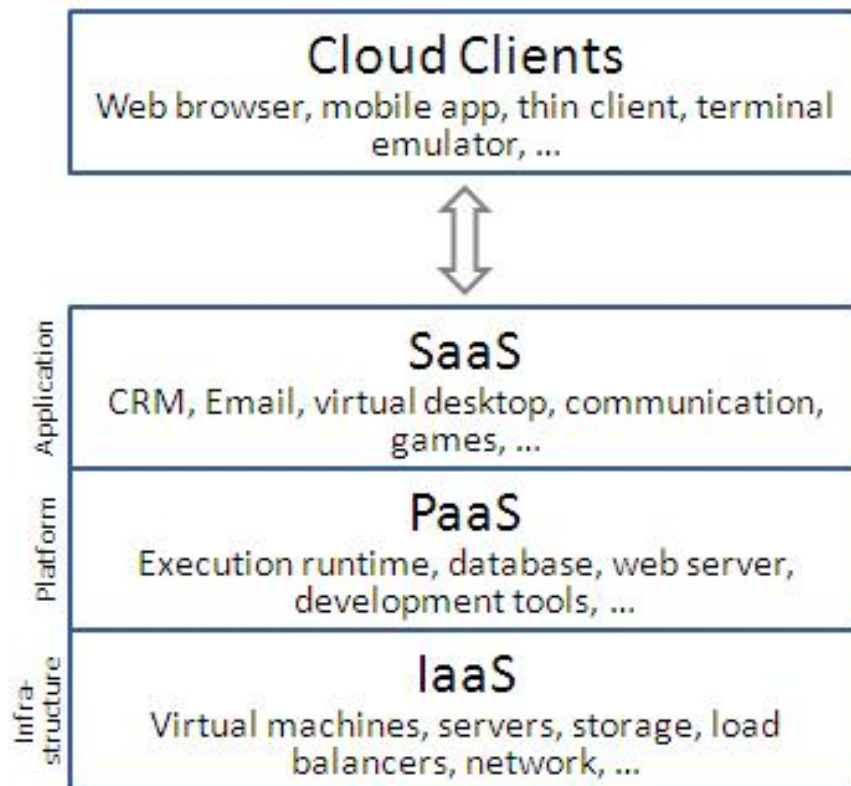 Cloud Clients
Web browser, mobile app, thin client, terminal
emulator, ...
Application
SaaS
CRM, Email, virtual desktop, communication,
games, ...
Platform
PaaS
Execution runtime, database, web server,
development tools, ...
Infra-
structure
IaaS
Virtual machines, servers, storage, load
balancers, network, ...